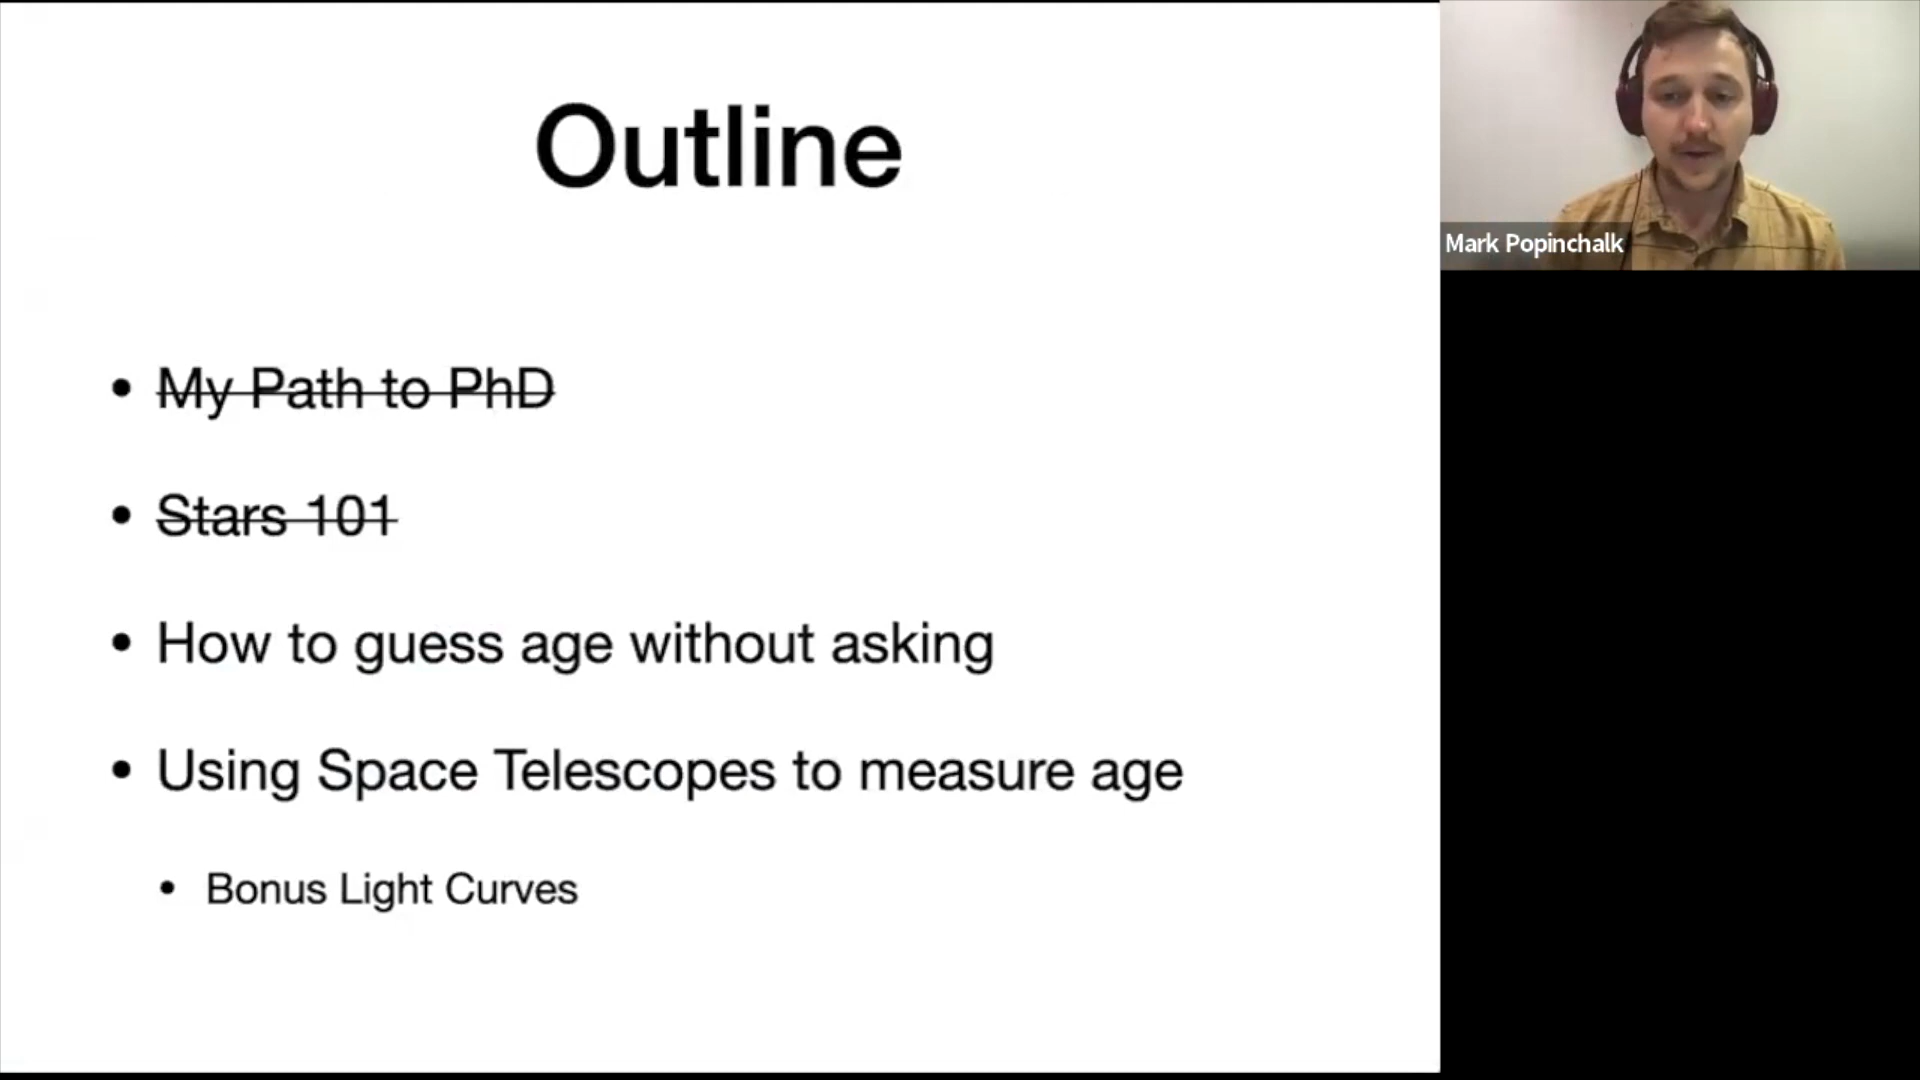 Outline
• My Path to PhD
• Stars 101
• How to guess age without asking
• Using Space Telescopes to measure age
• Bonus Light Curves
Mark Popinchalk